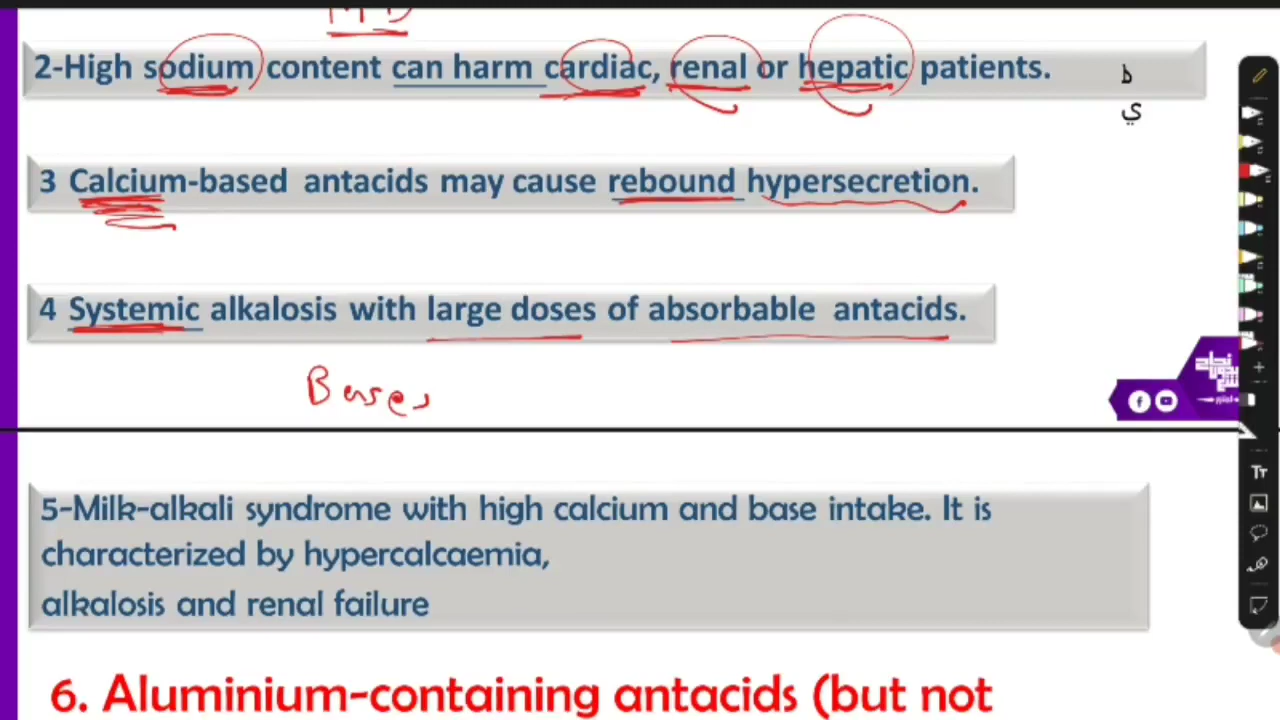 2-High sodium content can harm cardiac, renal or hepatic patients.
3 Calcium-based antacids may cause rebound hypersecretion.
4 Systemic alkalosis with large doses of absorbable antacids.
Bases
5-Milk-alkali syndrome with high calcium and base intake. It is
characterized by hypercalcaemia,
alkalosis and renal failure
6. Aluminium-containing antacids (but not
Tт